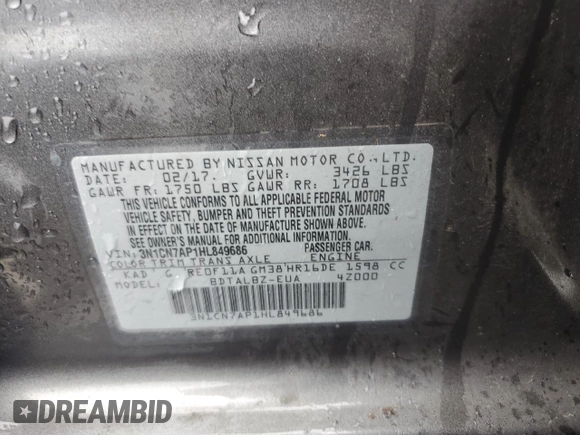 MANUFACTURED BY NISSAN MOTOR CO., LTD.
DATE: 02/17. GVWR: 3426 LBS
GAWR FR: 1750 LBS GAWR RR: 1708 LBS
THIS VEHICLE CONFORMS TO ALL APPLICABLE FEDERAL MOTOR
VEHICLE SAFETY, BUMPER AND THEFT PREVENTION STANDARDS
IN EFFECT ON THE DATE OF MANUFACTURE SHOWN ABOVE.
SEE OWNER'S MANUAL FOR ADDITIONAL INFORMATION.
VIN: 3N1CN7AP1HL849686 PASSENGER CAR.
COLOR TRIM TRANS AXLE ENGINE
KAD G RE0F11A GM38 HR16DE 1598 CC
MODEL: BDTALBZ-EUA 4Z000
3N1CN7AP1HL849686
DREAMBID